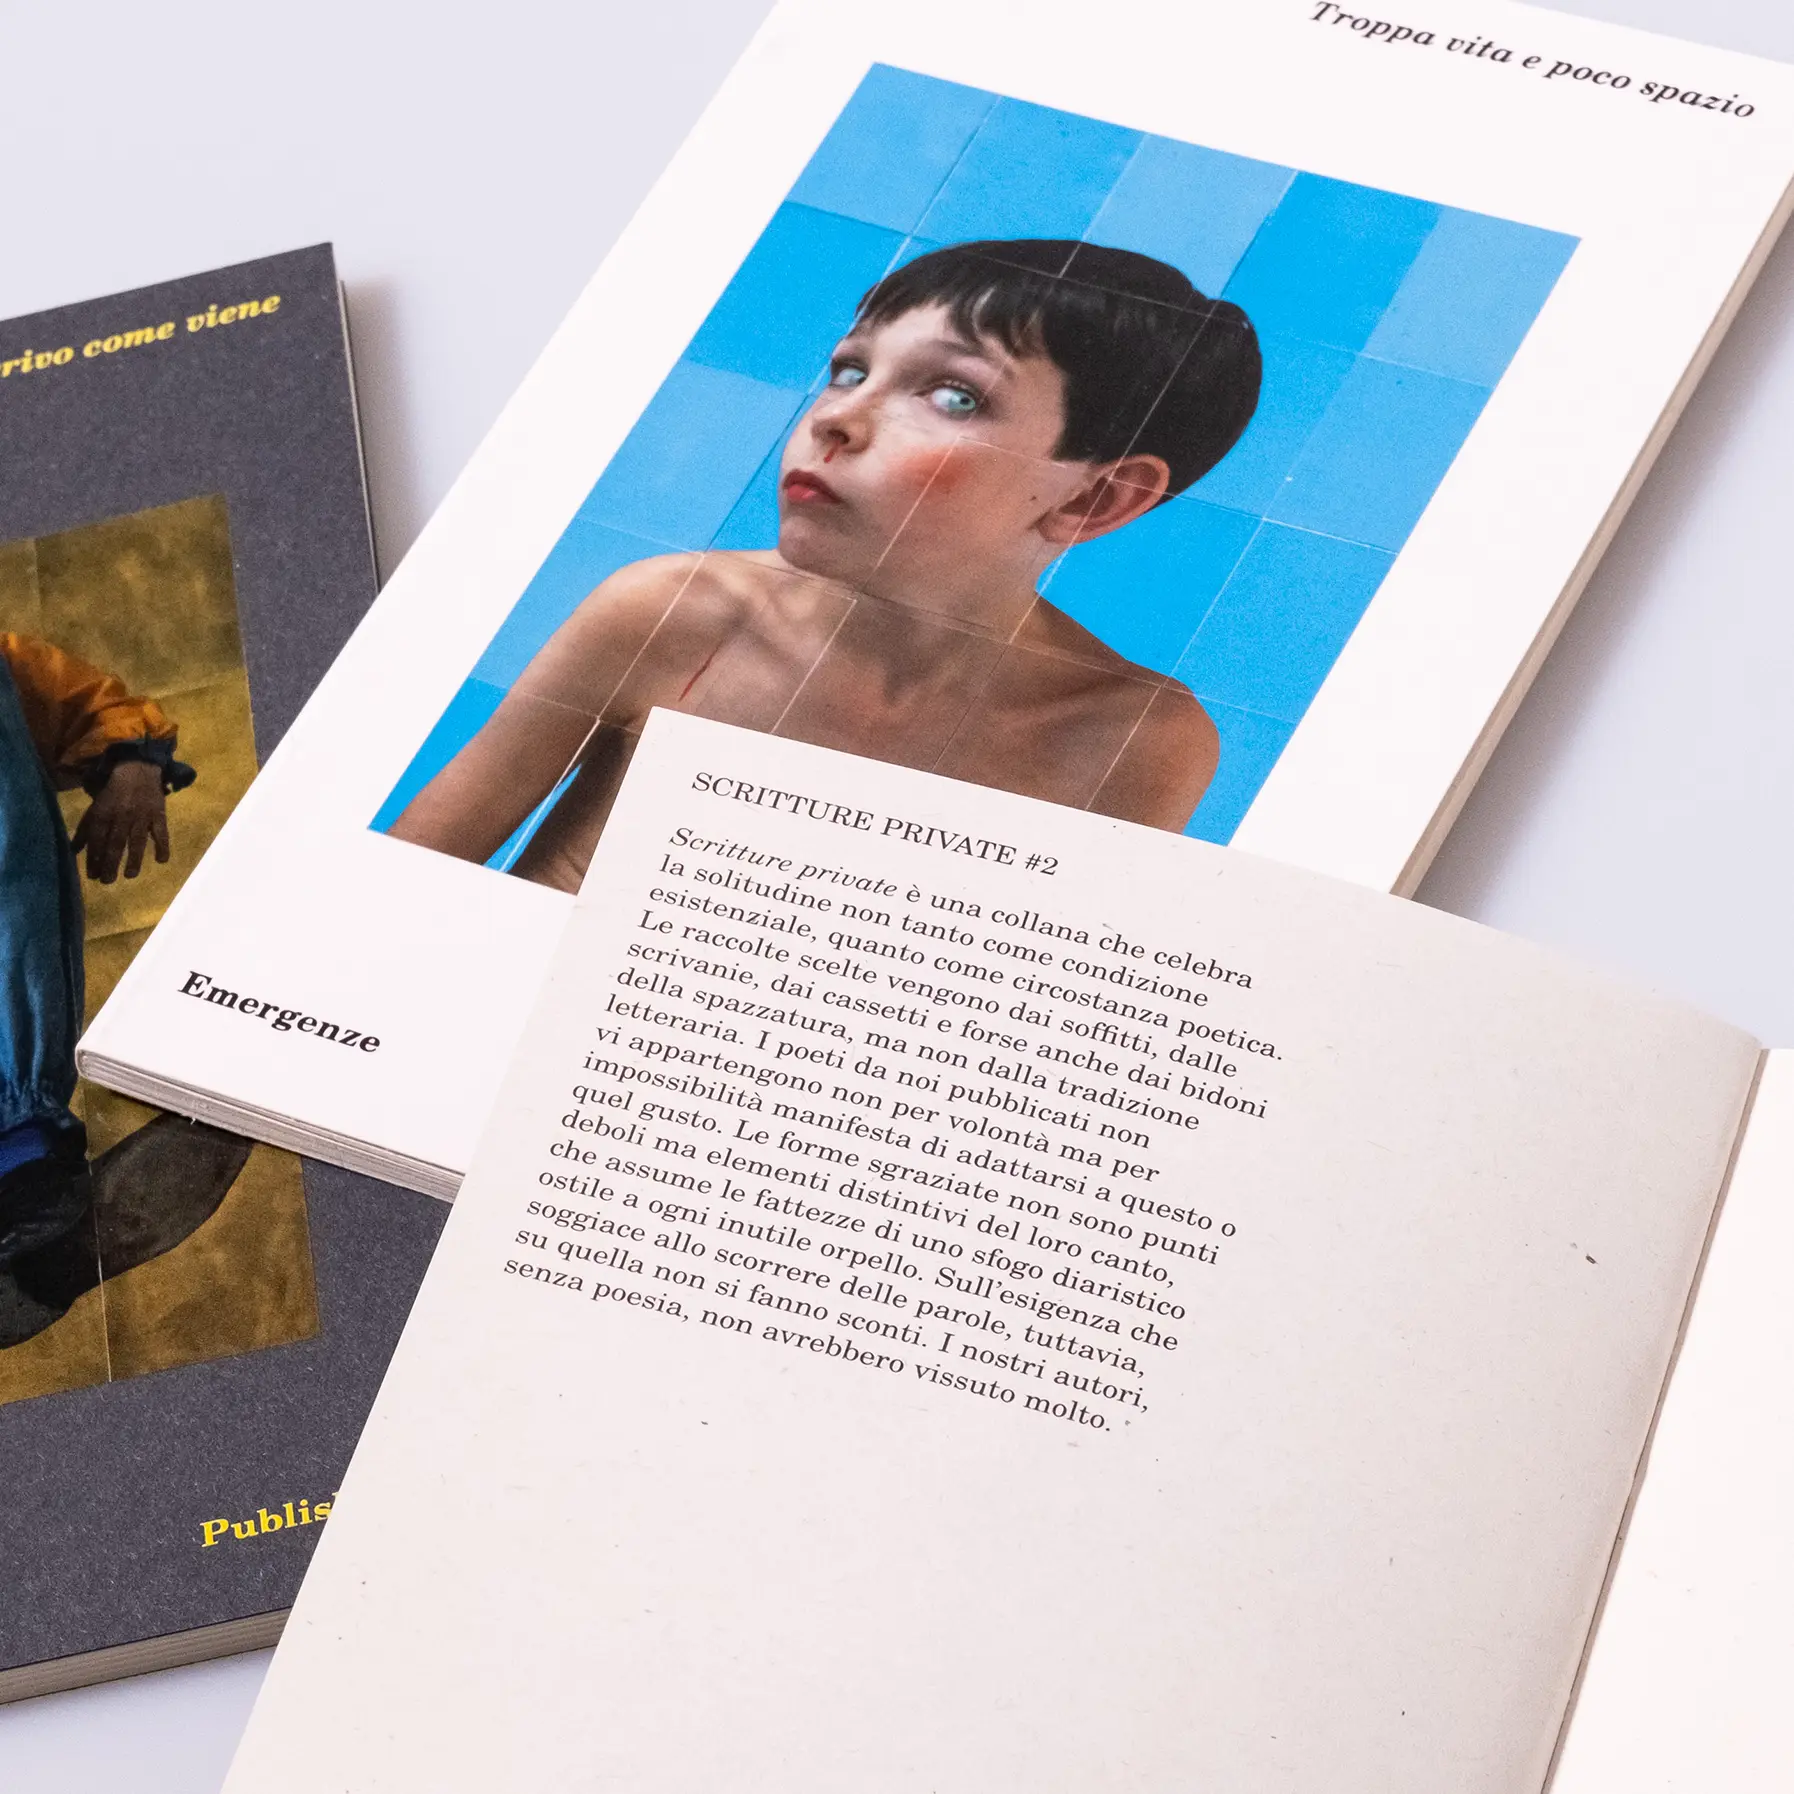 Troppa vita e poco spazio
come viene
Emergenze
SCRITTURE PRIVATE #2
Scritture private è una collana che celebra
la solitudine non tanto come condizione
esistenziale, quanto come circostanza poetica.
Le raccolte scelte vengono dai soffitti, dalle
scrivanie, dai cassetti e forse anche dai bidoni
della spazzatura, ma non dalla tradizione
letteraria. I poeti da noi pubblicati non
vi appartengono non per volontà ma per
impossibilità manifesta di adattarsi a questo o
quel gusto. Le forme sgraziate non sono punti
deboli ma elementi distintivi del loro canto,
che assume le fattezze di uno sfogo diaristico
ostile a ogni inutile orpello. Sull'esigenza che
soggiace allo scorrere delle parole, tuttavia,
su quella non si fanno sconti. I nostri autori,
senza poesia, non avrebbero vissuto molto.